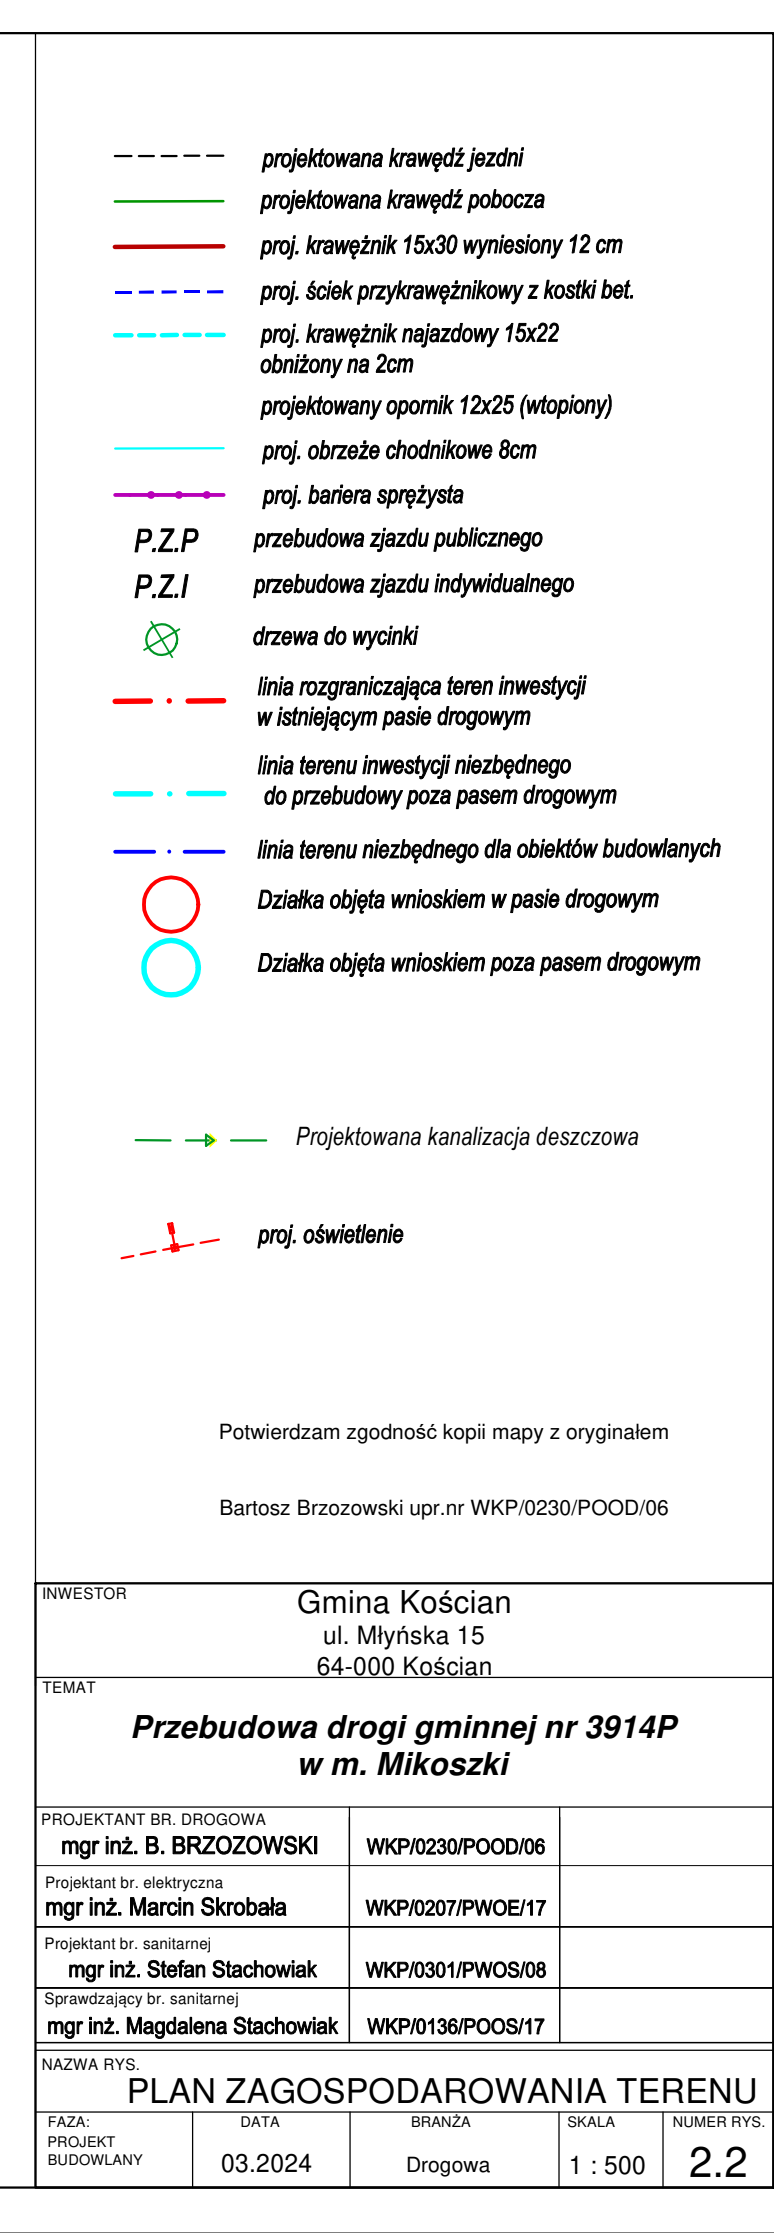 projektowana krawędź jezdni
projektowana krawędź pobocza
proj. krawężnik 15x30 wyniesiony 12 cm
proj. ściek przykrawężnikowy z kostki bet.
proj. krawężnik najazdowy 15x22
obniżony na 2cm
projektowany opornik 12x25 (wtopiony)
proj. obrzeże chodnikowe 8cm
proj. bariera sprężysta
P.Z.P przebudowa zjazdu publicznego
P.Z.I przebudowa zjazdu indywidualnego
drzewa do wycinki
linia rozgraniczająca teren inwestycji
w istniejącym pasie drogowym
linia terenu inwestycji niezbędnego
do przebudowy poza pasem drogowym
linia terenu niezbędnego dla obiektów budowlanych
Działka objęta wnioskiem w pasie drogowym
Działka objęta wnioskiem poza pasem drogowym
Projektowana kanalizacja deszczowa
proj. oświetlenie
Potwierdzam zgodność kopii mapy z oryginałem
Bartosz Brzozowski upr.nr WKP/0230/POOD/06
INWESTOR
Gmina Kościan
ul. Młyńska 15
64-000 Kościan
TEMAT
Przebudowa drogi gminnej nr 3914P
w m. Mikoszki
PROJEKTANT BR. DROGOWA
mgr inż. B. BRZOZOWSKI WKP/0230/POOD/06
Projektant br. elektryczna
mgr inż. Marcin Skrobała WKP/0207/PWOE/17
Projektant br. sanitarnej
mgr inż. Stefan Stachowiak WKP/0301/PWOS/08
Sprawdzający br. sanitarnej
mgr inż. Magdalena Stachowiak WKP/0136/POOS/17
NAZWA RYS.
PLAN ZAGOSPODAROWANIA TERENU
FAZA: DATA BRANŻA SKALA NUMER RYS.
PROJEKT
BUDOWLANY 03.2024 Drogowa 1 : 500 2.2